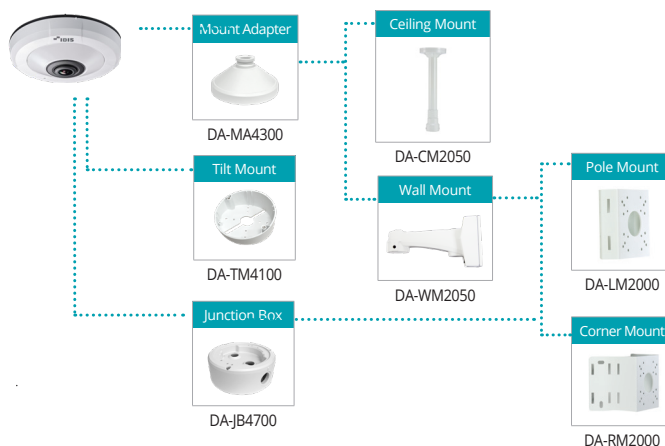 IDIS
Mount Adapter
DA-MA4300
Ceiling Mount
DA-CM2050
Tilt Mount
DA-TM4100
Wall Mount
DA-WM2050
Pole Mount
DA-LM2000
Junction Box
DA-JB4700
Corner Mount
DA-RM2000